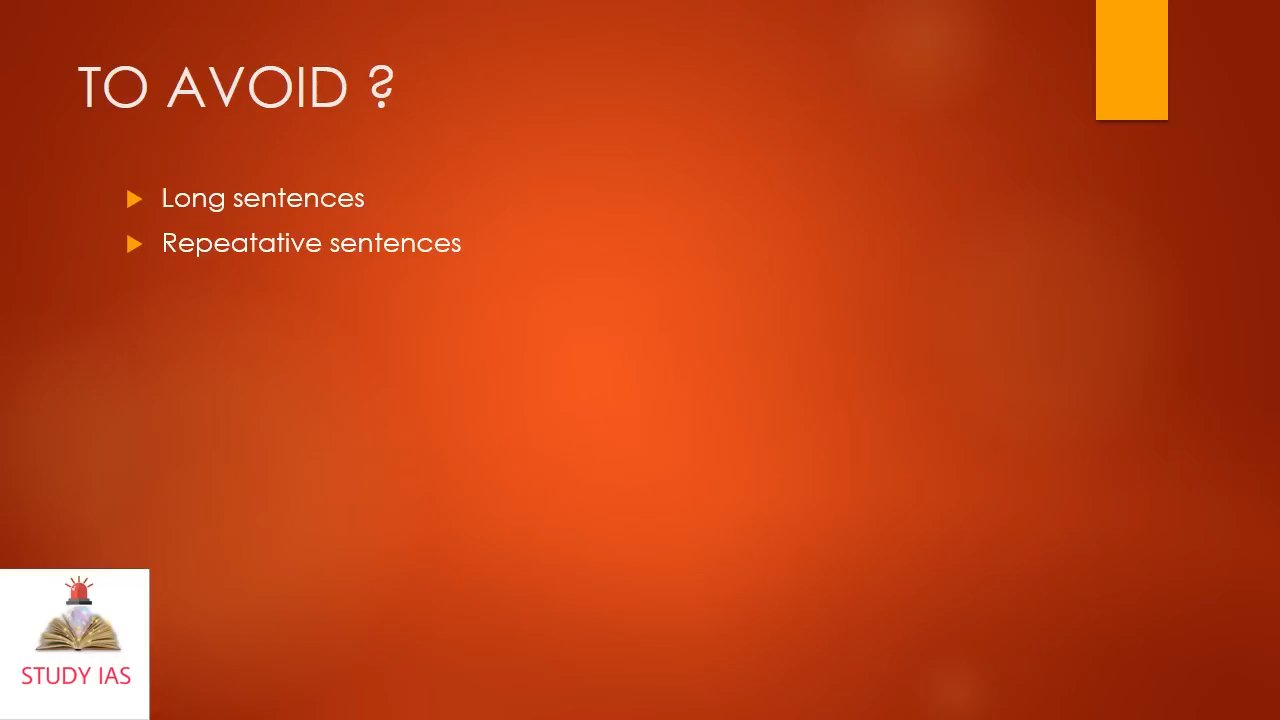 TO AVOID ?
Long sentences
Repeatative sentences
STUDY IAS